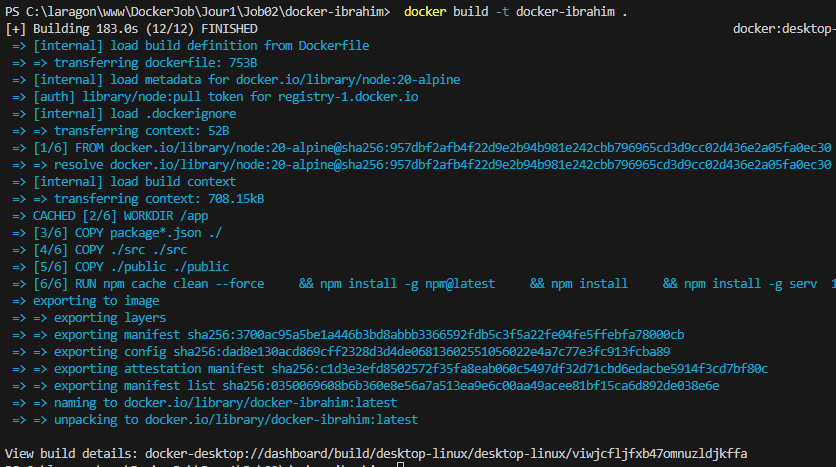 PS C:\laragon\www\DockerJob\Jour1\Job02\docker-ibrahim> docker build -t docker-ibrahim .
[+] Building 183.0s (12/12) FINISHED docker:desktop-
=> [internal] load build definition from Dockerfile
=> => transferring dockerfile: 753B
=> [internal] load metadata for docker.io/library/node:20-alpine
=> [auth] library/node:pull token for registry-1.docker.io
=> [internal] load .dockerignore
=> => transferring context: 52B
=> [1/6] FROM docker.io/library/node:20-alpine@sha256:957dbf2afb4f22d9e2b94b981e242cbb796965cd3d9cc02d436e2a05fa0ec30
=> => resolve docker.io/library/node:20-alpine@sha256:957dbf2afb4f22d9e2b94b981e242cbb796965cd3d9cc02d436e2a05fa0ec30
=> [internal] load build context
=> => transferring context: 708.15kB
=> CACHED [2/6] WORKDIR /app
=> [3/6] COPY package*.json ./
=> [4/6] COPY ./src ./src
=> [5/6] COPY ./public ./public
=> [6/6] RUN npm cache clean --force && npm install -g npm@latest && npm install && npm install -g serv 1
=> exporting to image
=> => exporting layers
=> => exporting manifest sha256:3700ac95a5be1a446b3bd8abbb3366592fdb5c3f5a22fe04fe5ffebfa78000cb
=> => exporting config sha256:dad8e130acd869cff2328d3d4de06813602551056022e4a7c77e3fc913fcba89
=> => exporting attestation manifest sha256:c1d3e3efd8502572f35fa8eab060c5497df32d71cbd6edacbe5914f3cd7bf80c
=> => exporting manifest list sha256:0350069608b6b360e8e56a7a513ea9e6c00aa49acee81bf15ca6d892de038e6e
=> => naming to docker.io/library/docker-ibrahim:latest
=> => unpacking to docker.io/library/docker-ibrahim:latest
View build details: docker-desktop://dashboard/build/desktop-linux/desktop-linux/viwjcfljfxb47omnuzldjkffa